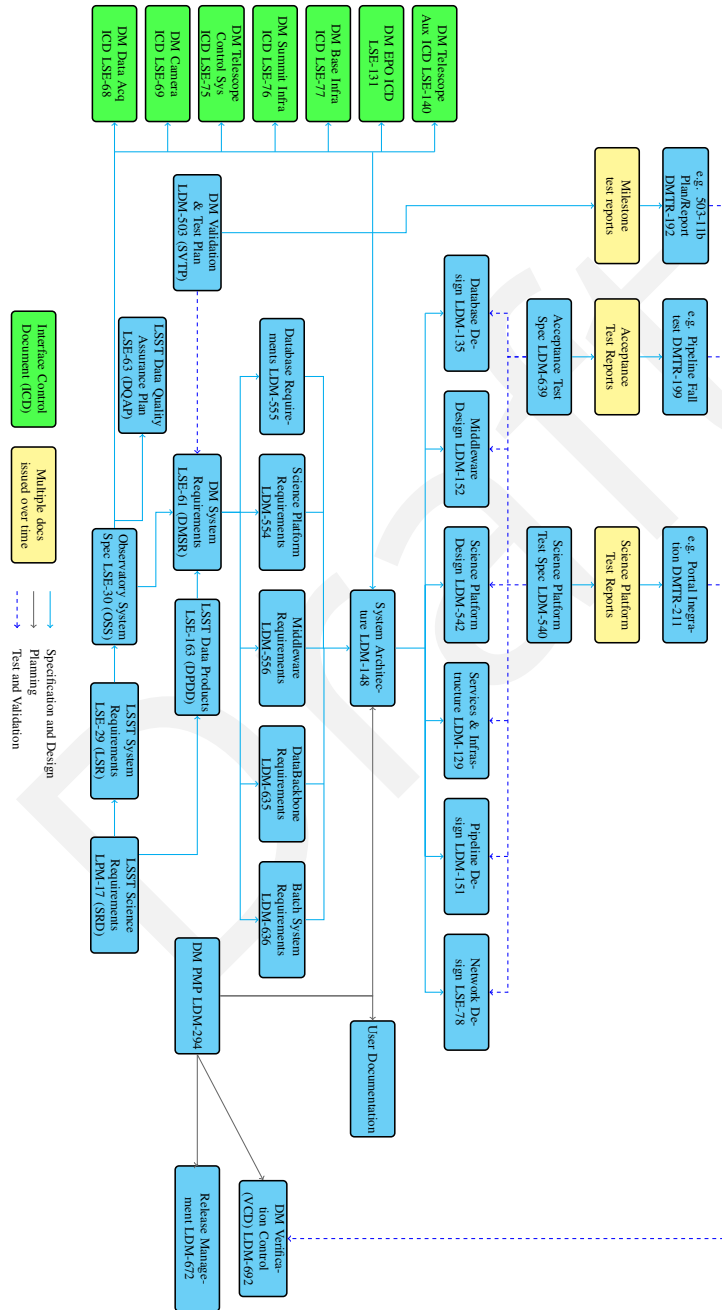 LSST Science
Requirements
LPM-17 (SRD)
LSST System
Requirements
LSE-29 (LSR)
Observatory System
Spec LSE-30 (OSS)
LSST Data Quality
Assurance Plan
LSE-63 (DQAP)
LSST Data Products
LSE-163 (DPDD)
DM System
Requirements
LSE-61 (DMSR)
DM Validation
& Test Plan
LDM-503 (SVTP)
DM PMP LDM-294
Release Manage-
ment LDM-672
DM Verifica-
tion Control
(VCD) LDM-692
Database Require-
ments LDM-555
Science Platform
Requirements
LDM-554
Middleware
Requirements
LDM-556
DataBackbone
Requirements
LDM-635
Batch System
Requirements
LDM-636
System Architec-
ture LDM-148
User Documentation
DM Data Acq
ICD LSE-68
DM Camera
ICD LSE-69
DM Telescope
Control Sys
ICD LSE-75
DM Summit Infra
ICD LSE-76
DM Base Infra
ICD LSE-77
DM EPO ICD
LSE-131
DM Telescope
Aux ICD LSE-140
Database De-
sign LDM-135
Middleware
Design LDM-152
Science Platform
Design LDM-542
Services & Infras-
tructure LDM-129
Pipeline De-
sign LDM-151
Network De-
sign LSE-78
Acceptance Test
Spec LDM-639
Science Platform
Test Spec LDM-540
Milestone
test reports
Acceptance
Test Reports
Science Platform
Test Reports
e.g. 503-11b
Plan/Report
DMTR-192
e.g. Pipeline Fall
test DMTR-199
e.g. Portal Inegra-
tion DMTR-211
Interface Control
Document (ICD)
Multiple docs
issued over time
Specification and Design
Planning
Test and Validation
Draft